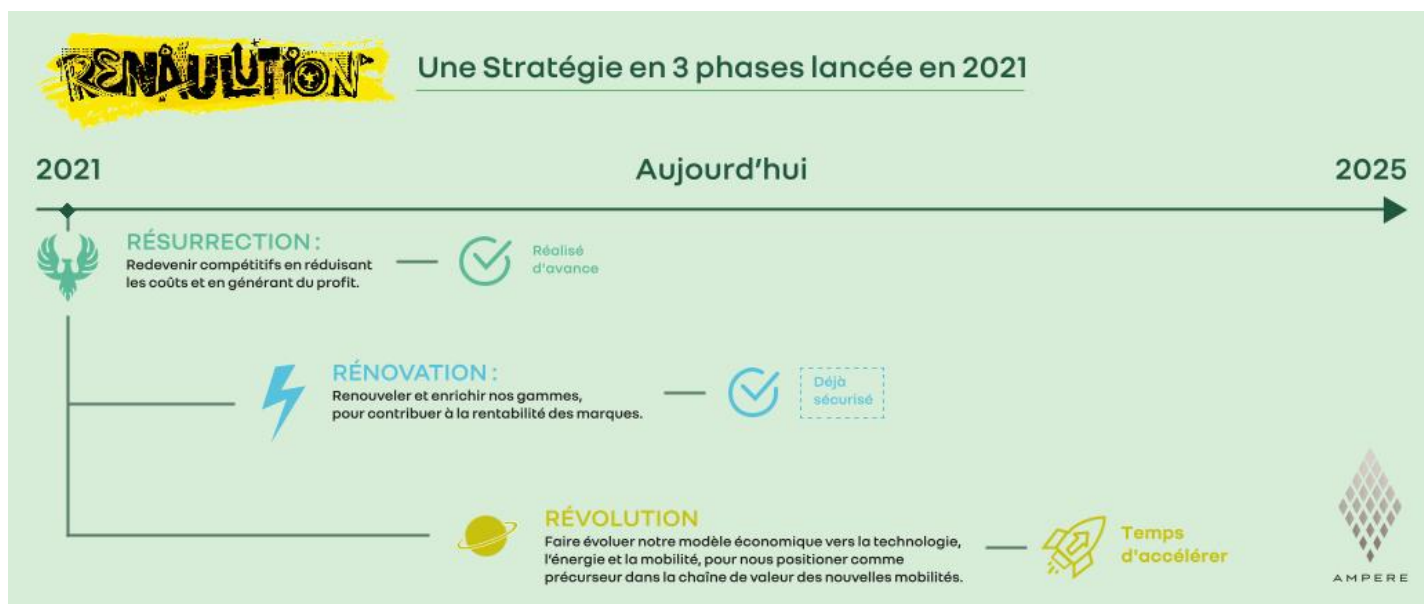 RENAULUTION
Une Stratégie en 3 phases lancée en 2021
2021
Aujourd'hui
2025
RÉSURRECTION :
Redevenir compétitifs en réduisant
les coûts et en générant du profit.
Réalisé
d'avance
RÉNOVATION :
Renouveler et enrichir nos gammes,
pour contribuer à la rentabilité des marques.
Déjà
sécurisé
RÉVOLUTION
Faire évoluer notre modèle économique vers la technologie,
l'énergie et la mobilité, pour nous positionner comme
précurseur dans la chaîne de valeur des nouvelles mobilités.
Temps
d'accélérer
AMPERE